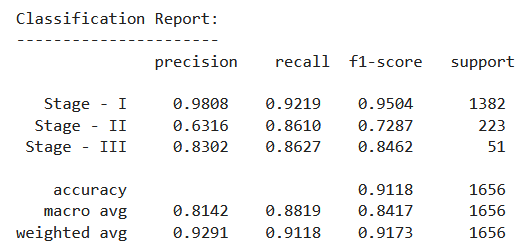 Classification Report:
----------------------
precision recall f1-score support
Stage - I 0.9808 0.9219 0.9504 1382
Stage - II 0.6316 0.8610 0.7287 223
Stage - III 0.8302 0.8627 0.8462 51
accuracy 0.9118 1656
macro avg 0.8142 0.8819 0.8417 1656
weighted avg 0.9291 0.9118 0.9173 1656